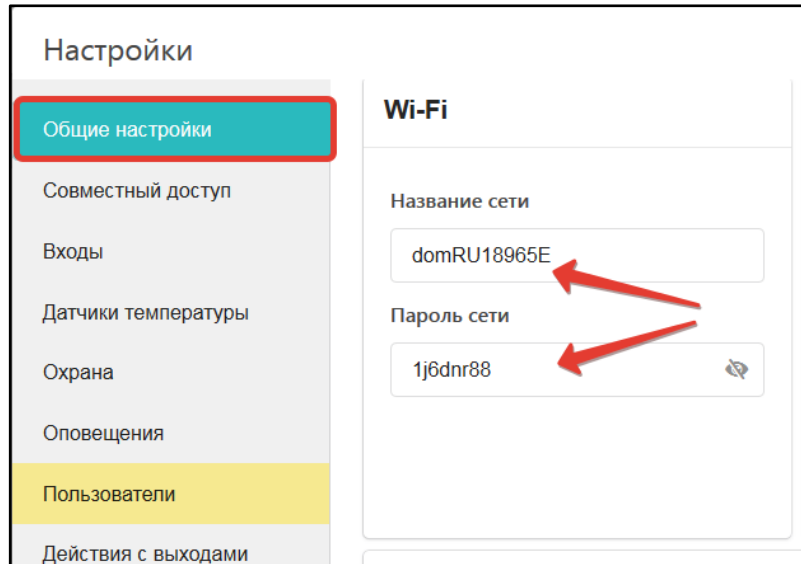 Настройки
Общие настройки
Совместный доступ
Входы
Датчики температуры
Охрана
Оповещения
Пользователи
Действия с выходами
Wi-Fi
Название сети
domRU18965E
Пароль сети
1j6dnr88